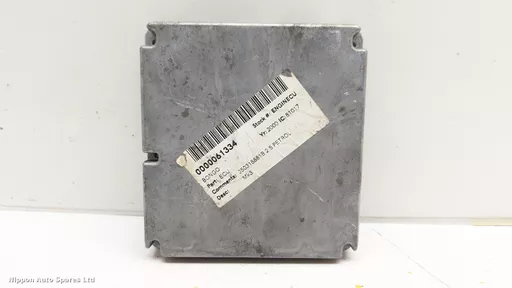 0000061334
Stock #: ENGINECU
BONGO
Yr: 2000 ID: 81017
Part: ECU
Comments: 2.5 PETROL
Desc:
Nippon Auto Spares Ltd